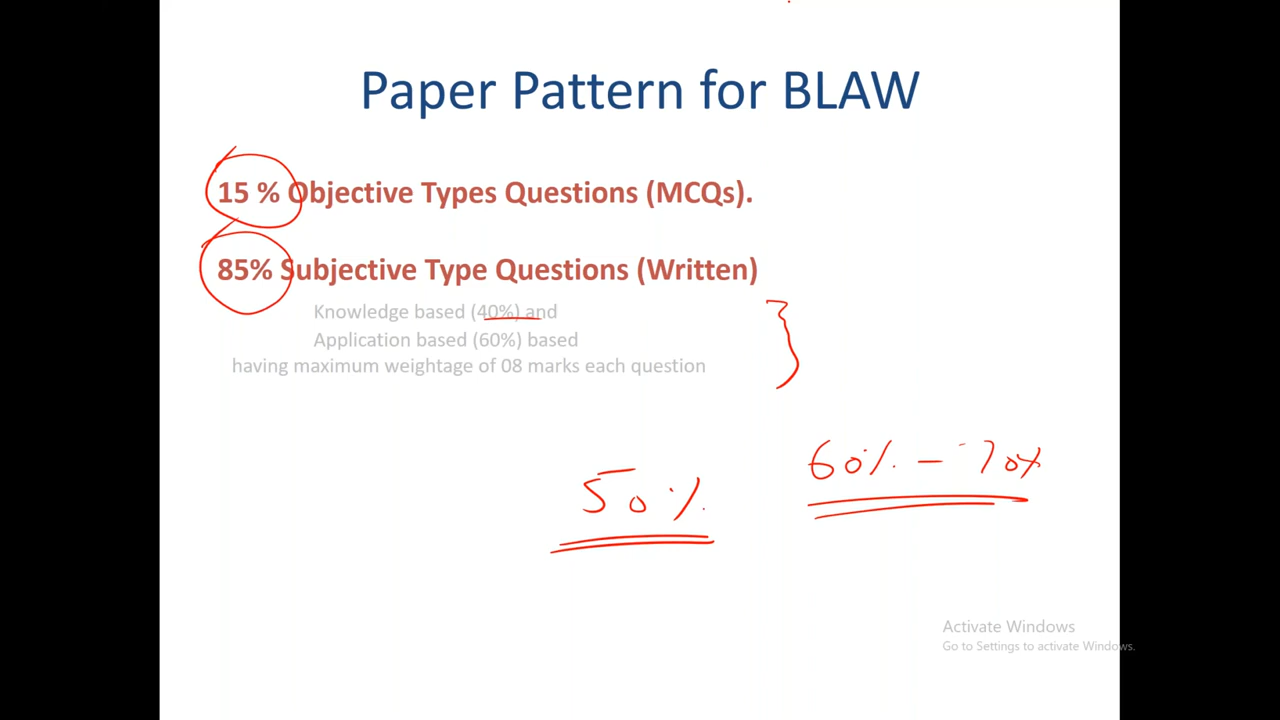 Paper Pattern for BLAW
15 % Objective Types Questions (MCQs).
85% Subjective Type Questions (Written)
Knowledge based (40%) and
Application based (60%) based
having maximum weightage of 08 marks each question
60% - 70%
50%
Activate Windows
Go to Settings to activate Windows.